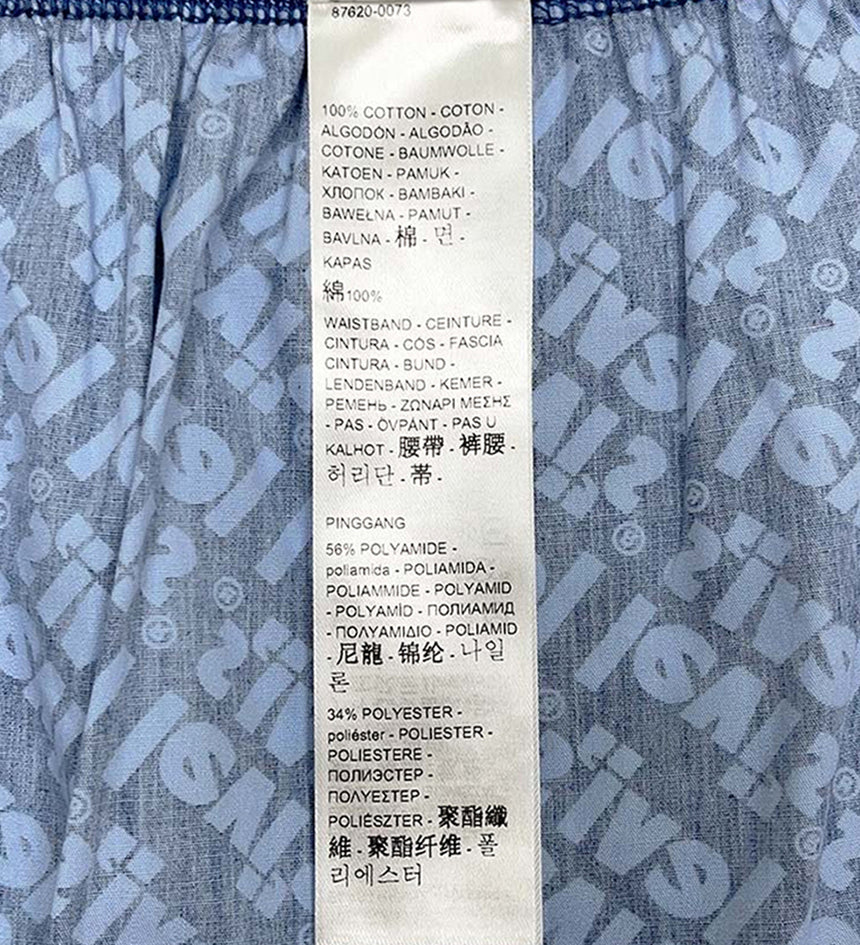 87620-0073
100% COTTON - COTON -
ALGODÓN - ALGODÃO -
COTONE - BAUMWOLLE -
KATOEN - PAMUK -
ХЛОПОК - BAMBAKI -
BAWEŁNA - PAMUT -
BAVLNA - 棉 - 면 -
KAPAS
綿100%
WAISTBAND - CEINTURE -
CINTURA - CÓS - FASCIA
CINTURA - BUND -
LENDENBAND - KEMER -
РЕМЕНЬ - ΖΩΝΑΡΙ ΜΕΣΗΣ
- PAS - ÖVPÁNT - PAS U
KALHOT - 腰帶 - 裤腰 -
허리단 - 帯 -
PINGGANG
56% POLYAMIDE -
poliamida - POLIAMIDA -
POLIAMMIDE - POLYAMID
- POLYAMİD - ПОЛИАМИД
- ΠΟΛΥΑΜΙΔΙΟ - POLIAMID
- 尼龍 - 锦纶 - 나일
론
34% POLYESTER -
poliéster - POLIESTER -
POLIESTERE -
ПОЛИЭСТЕР -
ΠΟΛΥΕΣΤΕΡ -
POLIÉSZTER - 聚酯纖
維 - 聚酯纤维 - 폴
리에스터